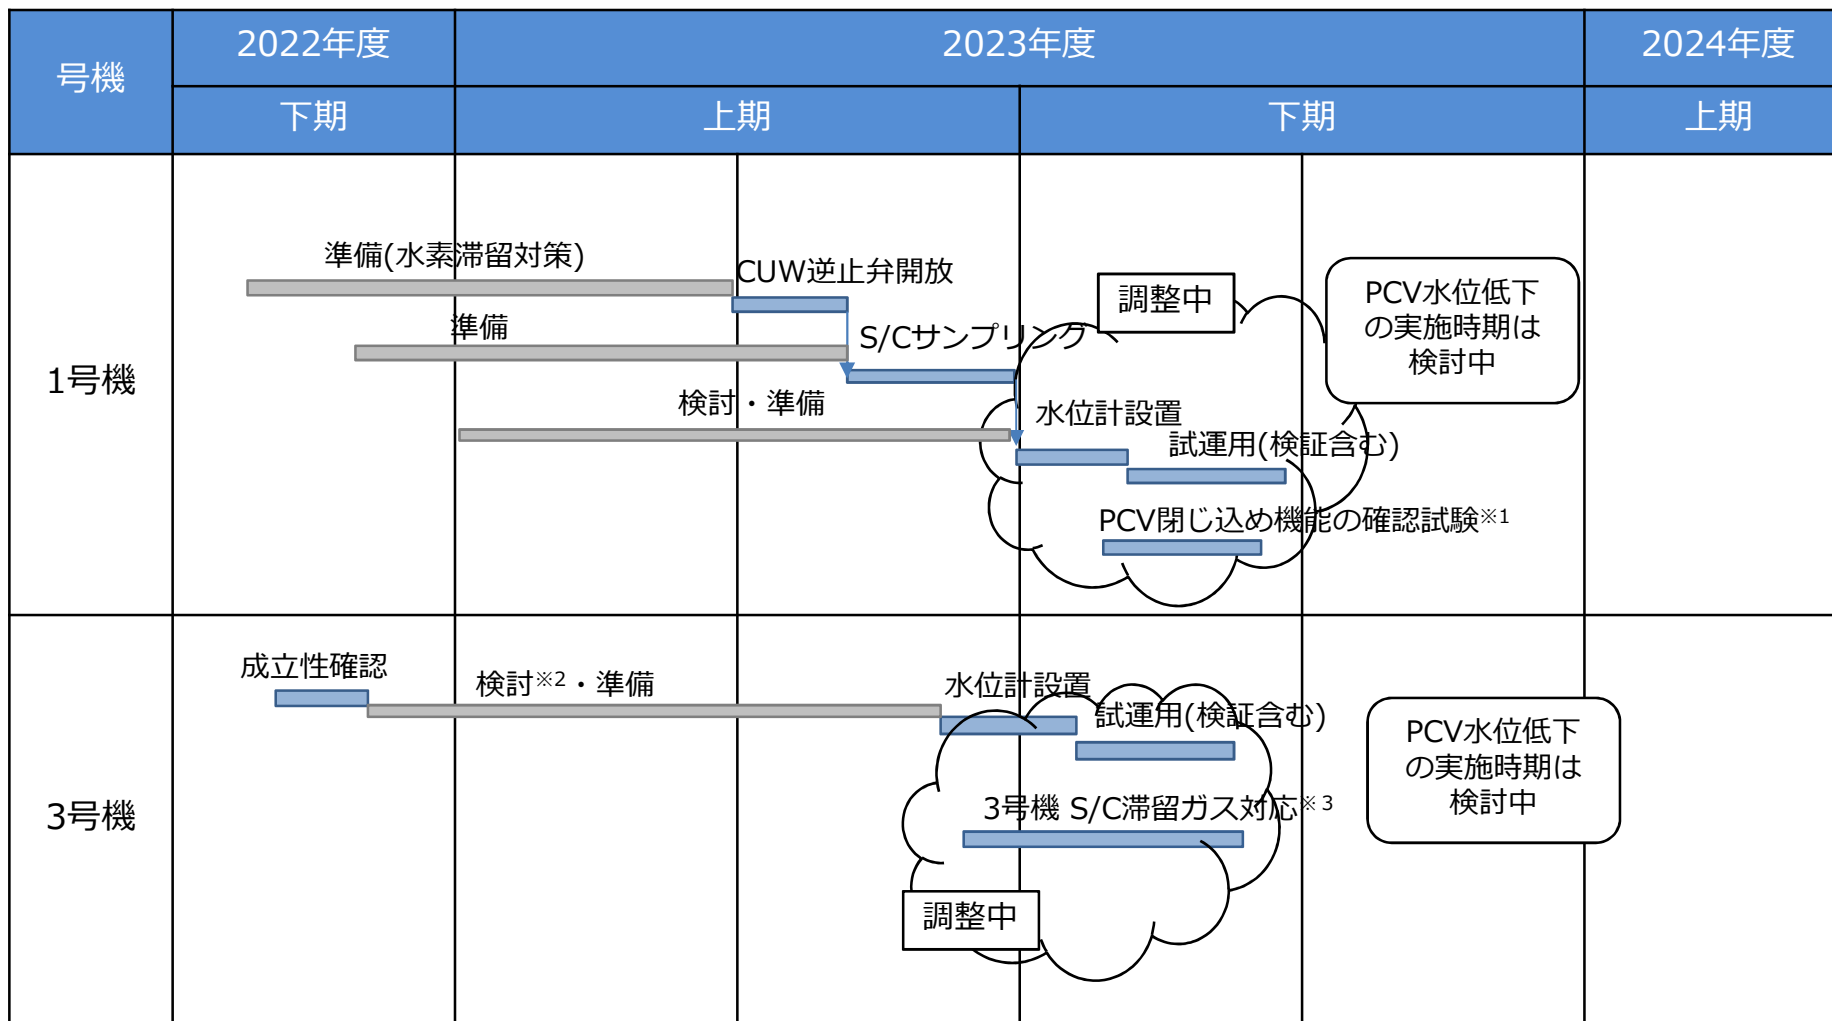 号機
2022年度
2023年度
2024年度
下期
上期
下期
上期
1号機
準備(水素滞留対策)
CUW逆止弁開放
準備
S/Cサンプリング
検討・準備
調整中
水位計設置
試運用(検証含む)
PCV閉じ込め機能の確認試験※1
PCV水位低下
の実施時期は
検討中
3号機
成立性確認
検討※2・準備
水位計設置
試運用(検証含む)
3号機 S/C滞留ガス対応※3
調整中
PCV水位低下
の実施時期は
検討中